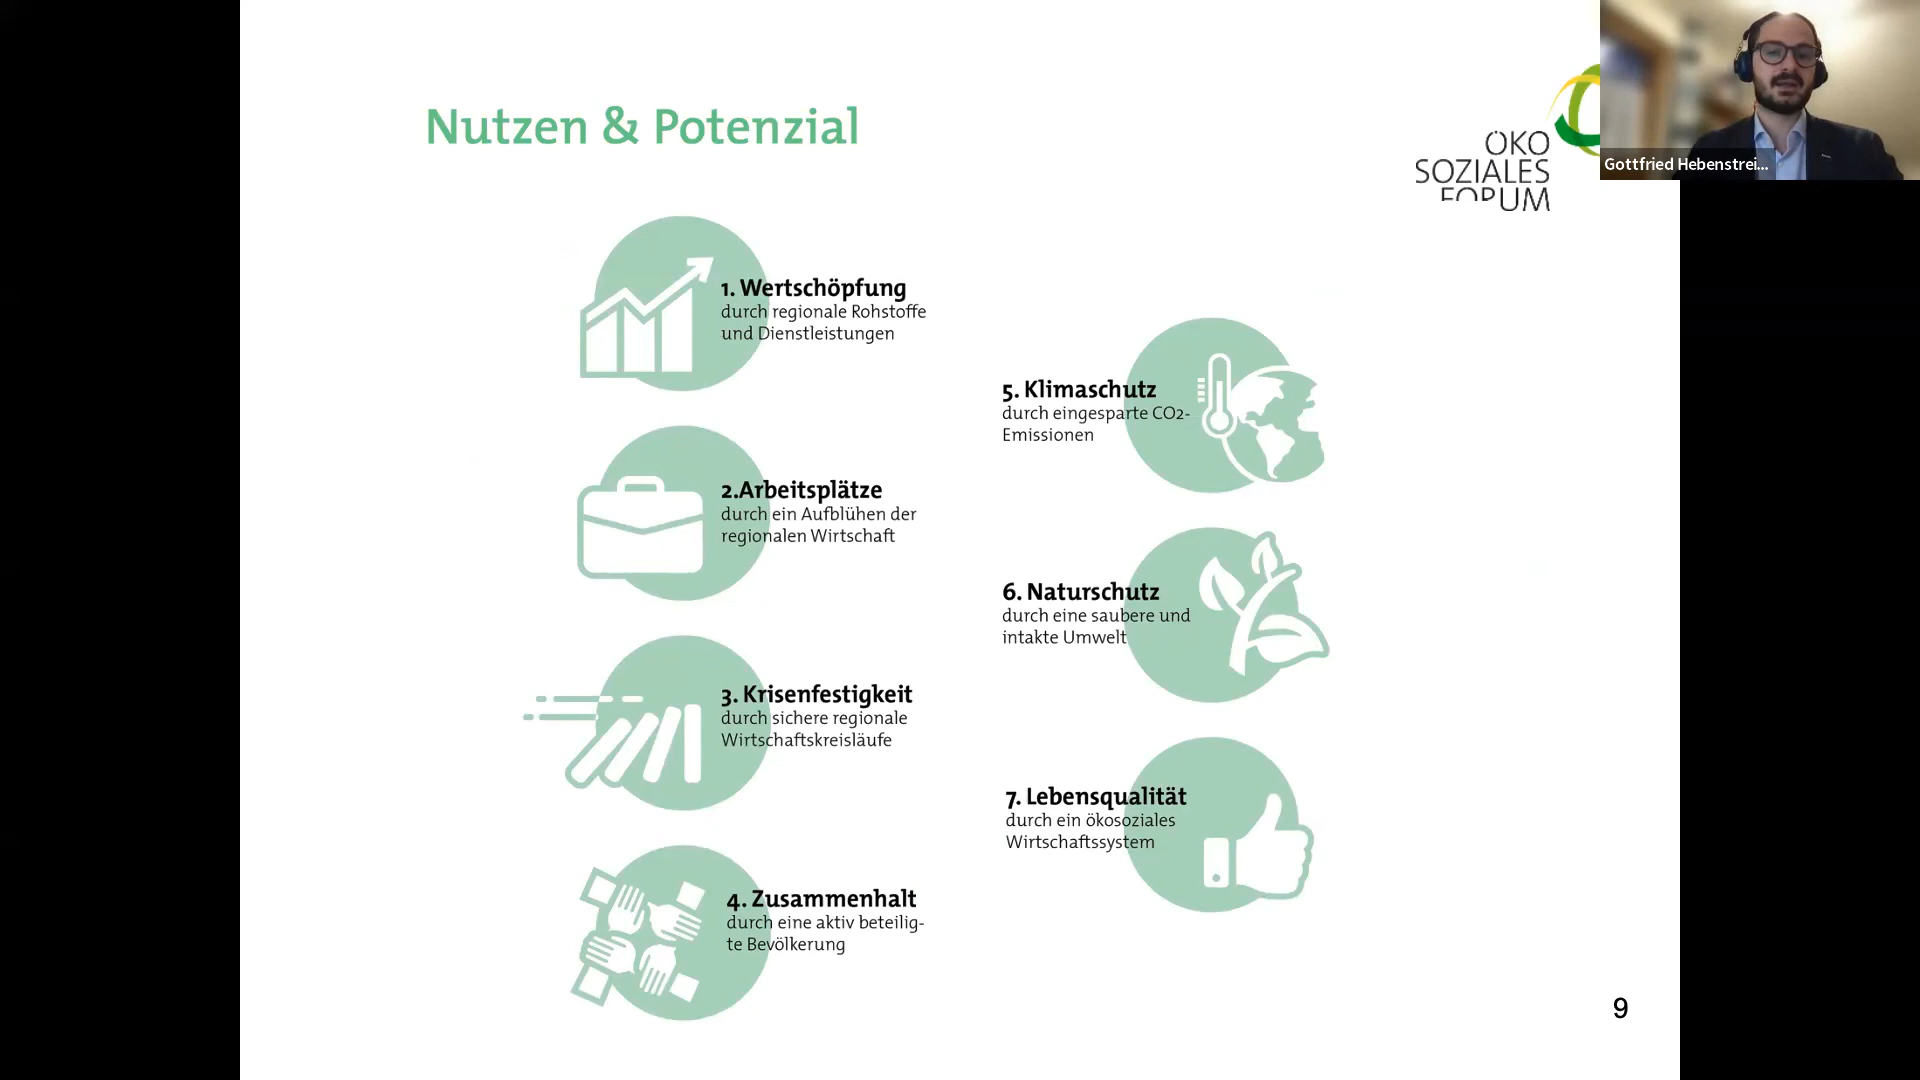 Nutzen & Potenzial
ÖKO
SOZIALES
FORUM
Gottfried Hebenstrei...
1. Wertschöpfung
durch regionale Rohstoffe
und Dienstleistungen
2.Arbeitsplätze
durch ein Aufblühen der
regionalen Wirtschaft
3. Krisenfestigkeit
durch sichere regionale
Wirtschaftskreisläufe
4. Zusammenhalt
durch eine aktiv beteilig-
te Bevölkerung
5. Klimaschutz
durch eingesparte CO2-
Emissionen
6. Naturschutz
durch eine saubere und
intakte Umwelt
7. Lebensqualität
durch ein ökosoziales
Wirtschaftssystem
9